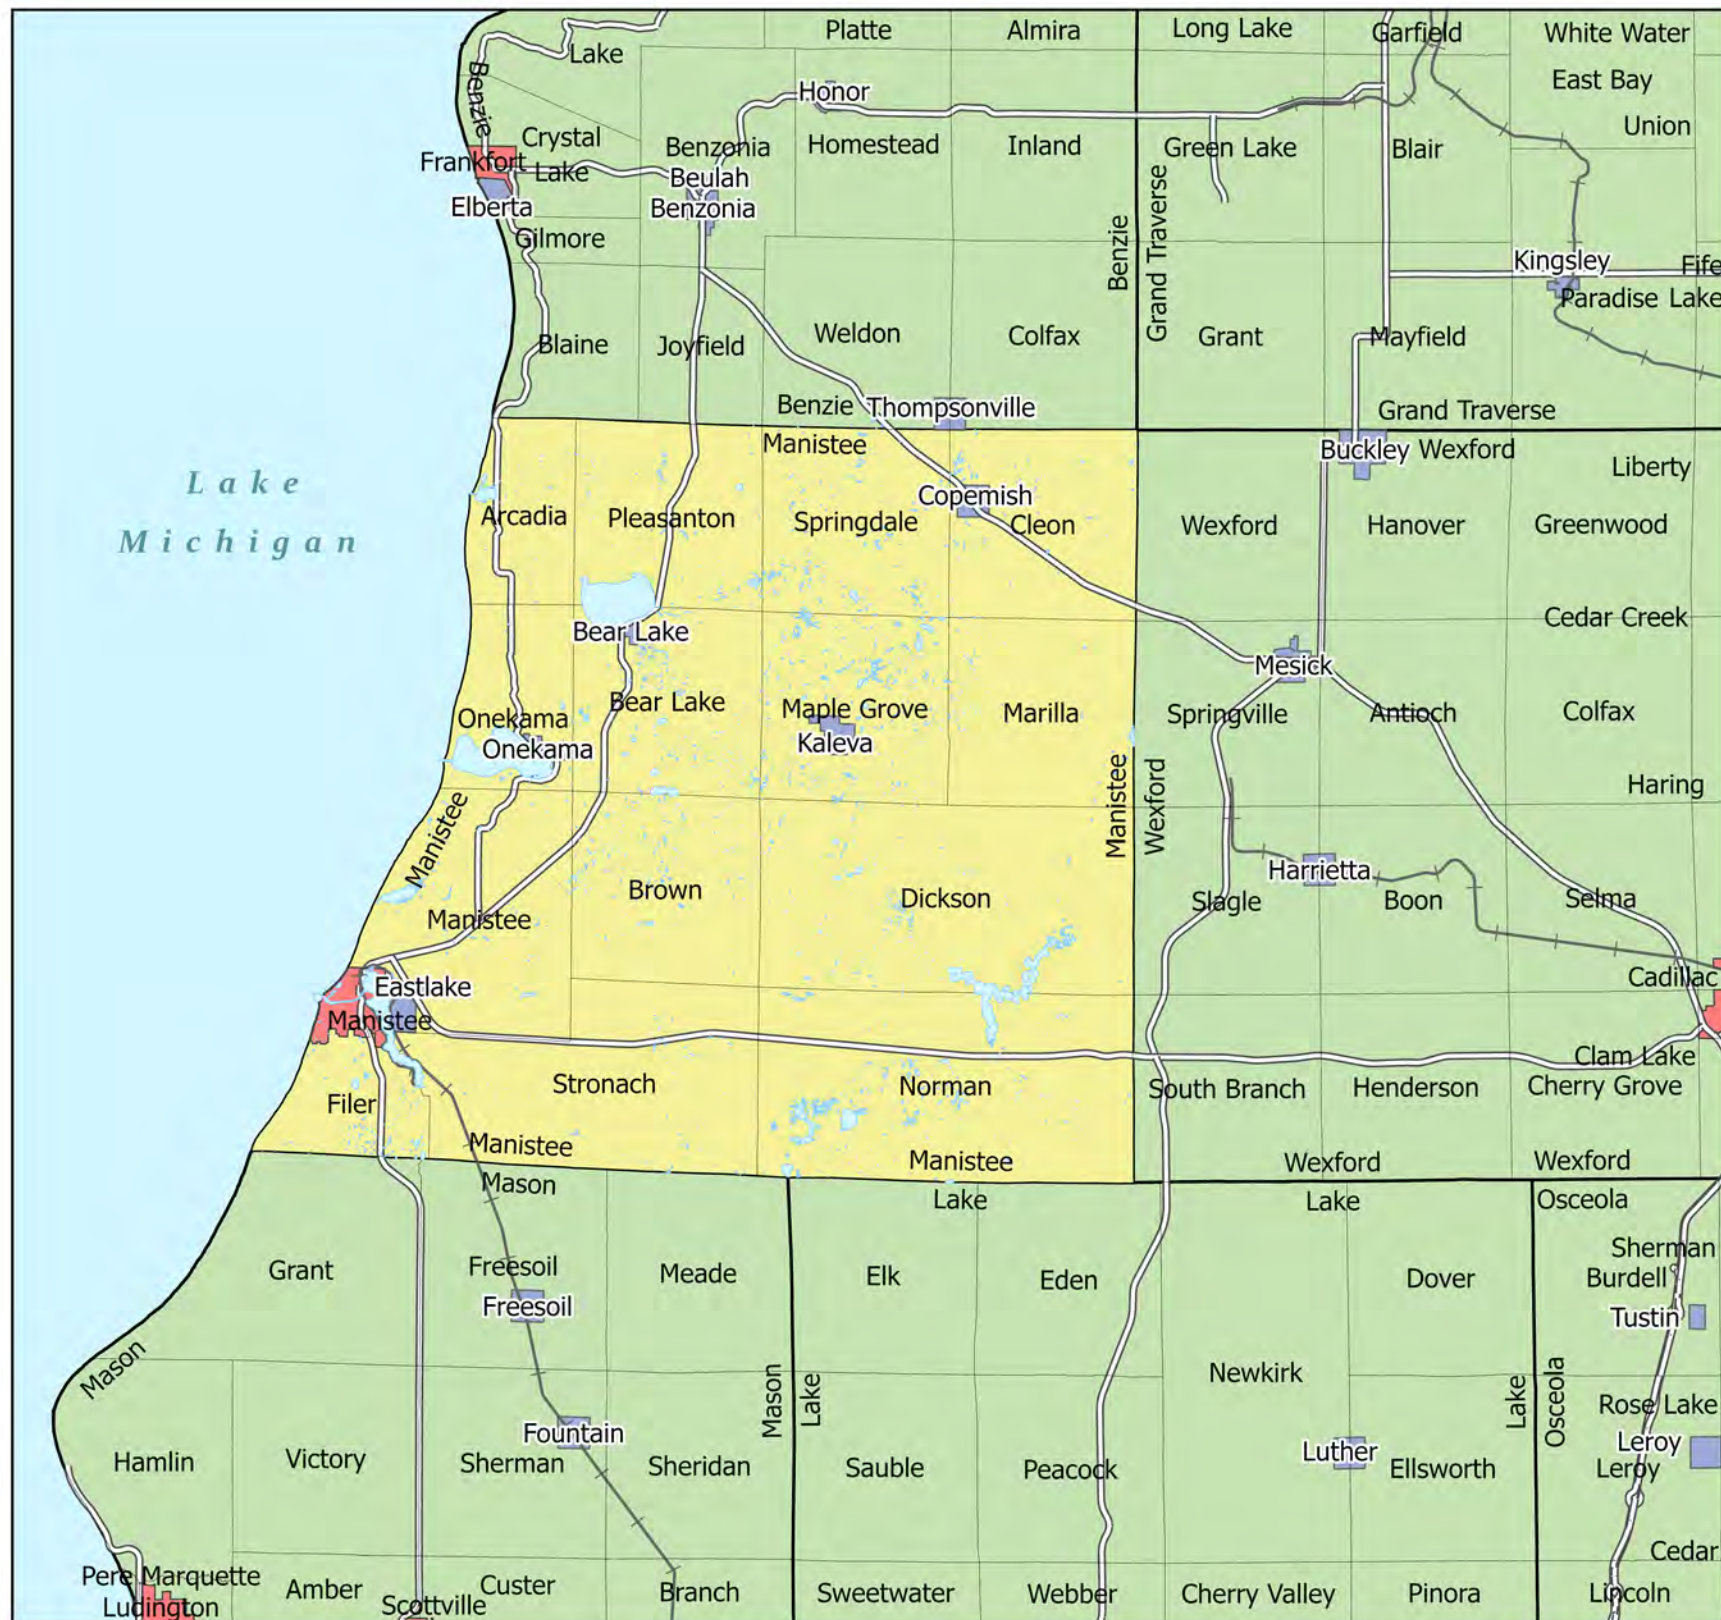 Platte
Almira
Long Lake
Garfield
White Water
Lake
East Bay
Honor
Benzie
Union
Crystal
Lake
Benzonia
Homestead
Inland
Green Lake
Blair
Frankfort
Beulah
Elberta
Benzonia
Gilmore
Benzie
Grand Traverse
Kingsley
Fife
Paradise Lake
Blaine
Joyfield
Weldon
Colfax
Grant
Mayfield
Benzie
Thompsonville
Grand Traverse
Manistee
Buckley
Wexford
Liberty
Lake
Michigan
Copemish
Arcadia
Pleasanton
Springdale
Cleon
Wexford
Hanover
Greenwood
Cedar Creek
Bear Lake
Mesick
Bear Lake
Onekama
Maple Grove
Marilla
Springville
Antioch
Colfax
Onekama
Kaleva
Haring
Manistee
Manistee
Wexford
Harrietta
Brown
Dickson
Slagle
Boon
Selma
Manistee
Cadillac
Eastlake
Manistee
Clam Lake
Stronach
Norman
South Branch
Henderson
Cherry Grove
Filer
Manistee
Manistee
Wexford
Wexford
Mason
Lake
Lake
Osceola
Sherman
Grant
Freesoil
Meade
Elk
Eden
Dover
Burdell
Freesoil
Tustin
Mason
Newkirk
Mason
Lake
Lake
Osceola
Rose Lake
Fountain
Luther
Leroy
Hamlin
Victory
Sherman
Sheridan
Sauble
Peacock
Ellsworth
Leroy
Cedar
Pere Marquette
Amber
Custer
Branch
Sweetwater
Webber
Cherry Valley
Pinora
Lincoln
Ludington
Scottville